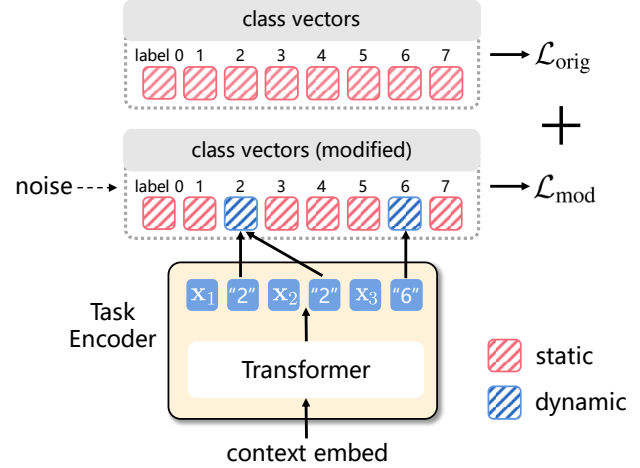 class vectors
label 0 1 2 3 4 5 6 7
ℒorig
+
class vectors (modified)
noise
label 0 1 2 3 4 5 6 7
ℒmod
x1 "2" x2 "2" x3 "6"
Task
Encoder
Transformer
static
dynamic
context embed